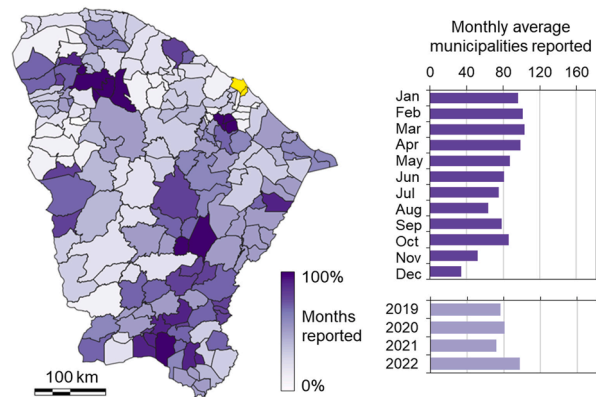 Monthly average
municipalities reported
0 40 80 120 160
Jan
Feb
Mar
Apr
May
Jun
Jul
Aug
Sep
Oct
Nov
Dec
2019
2020
2021
2022
100%
Months
reported
0%
100 km